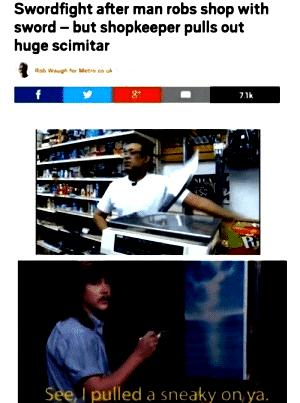 Swordfight after man robs shop with
sword – but shopkeeper pulls out
huge scimitar
Rob Waugh for Metro.co.uk
f
g+
7.1k
See, I pulled a sneaky on ya.